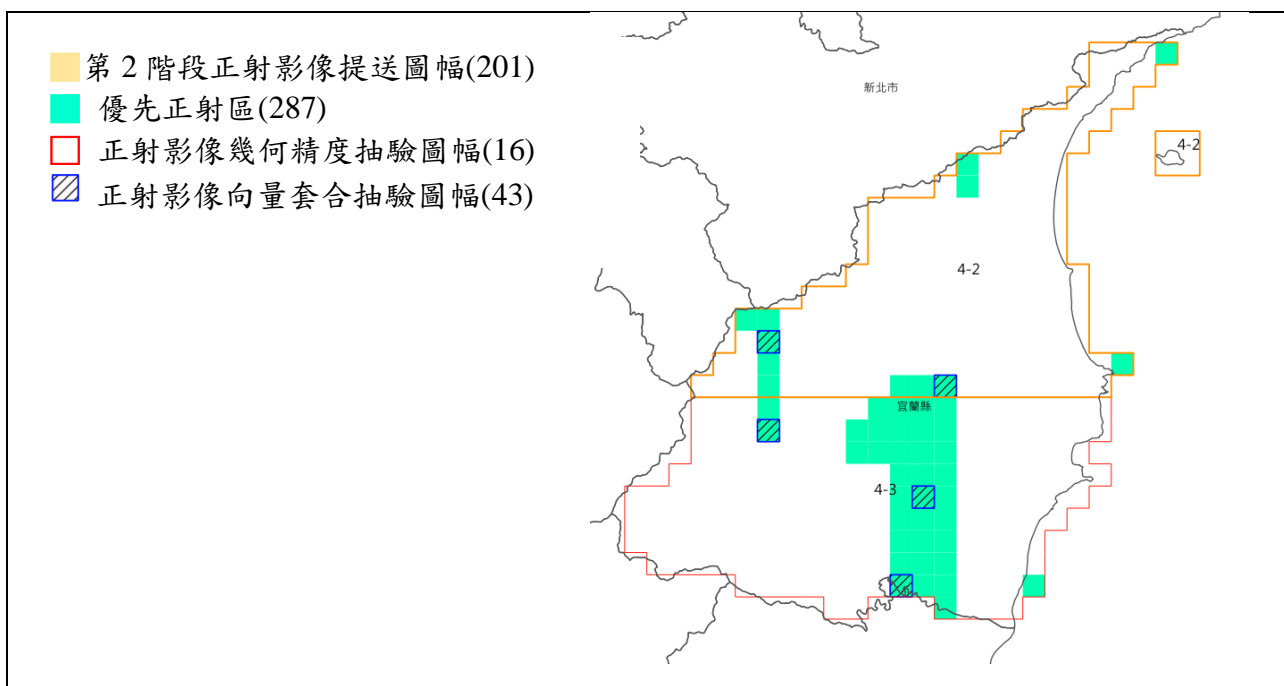 第 2 階段正射影像提送圖幅(201)
優先正射區(287)
正射影像幾何精度抽驗圖幅(16)
正射影像向量套合抽驗圖幅(43)
新北市
4-2
4-2
宜蘭縣
4-3